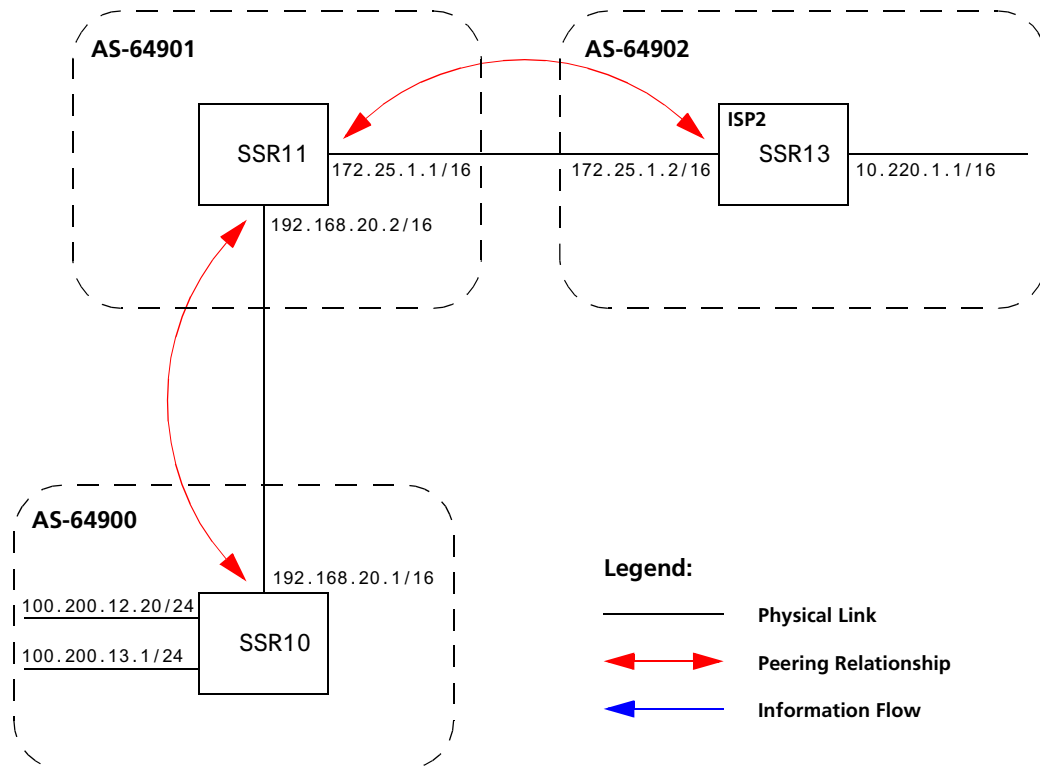 AS-64901
AS-64902
ISP2
SSR11
SSR13
172.25.1.1/16
172.25.1.2/16
10.220.1.1/16
192.168.20.2/16
AS-64900
192.168.20.1/16
100.200.12.20/24
SSR10
100.200.13.1/24
Legend:
Physical Link
Peering Relationship
Information Flow